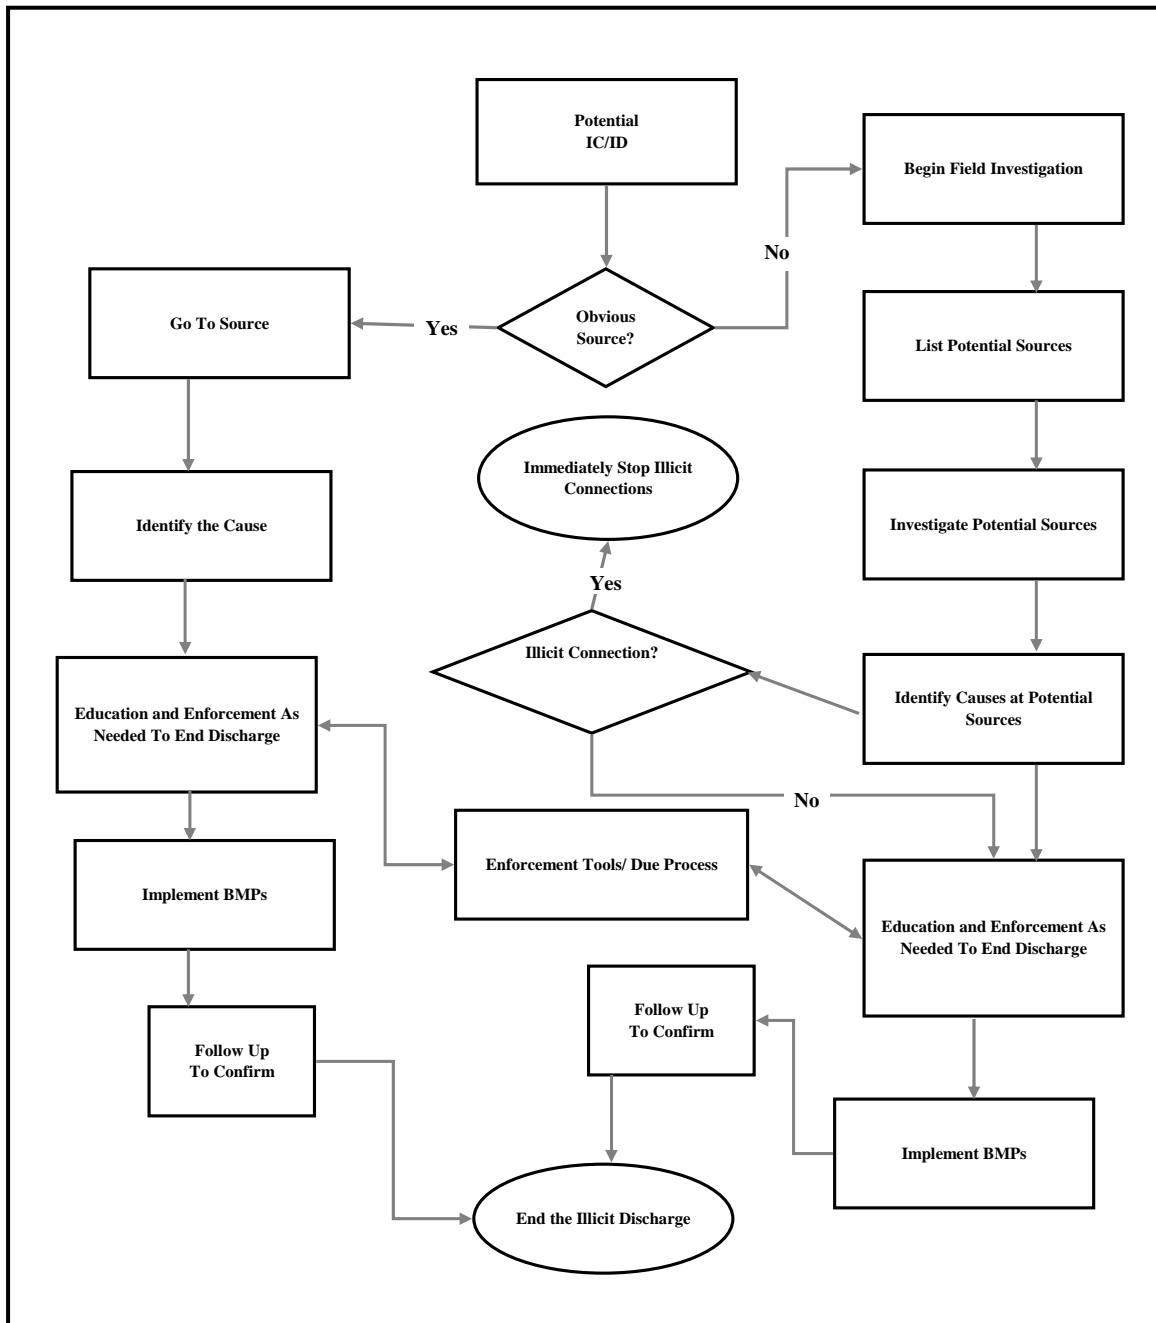 Potential
IC/ID
Begin Field Investigation
No
Go To Source
Yes
Obvious
Source?
List Potential Sources
Immediately Stop Illicit
Connections
Identify the Cause
Investigate Potential Sources
Yes
Illicit Connection?
Education and Enforcement As
Needed To End Discharge
Identify Causes at Potential
Sources
No
Enforcement Tools/ Due Process
Implement BMPs
Education and Enforcement As
Needed To End Discharge
Follow Up
To Confirm
Follow Up
To Confirm
Implement BMPs
End the Illicit Discharge